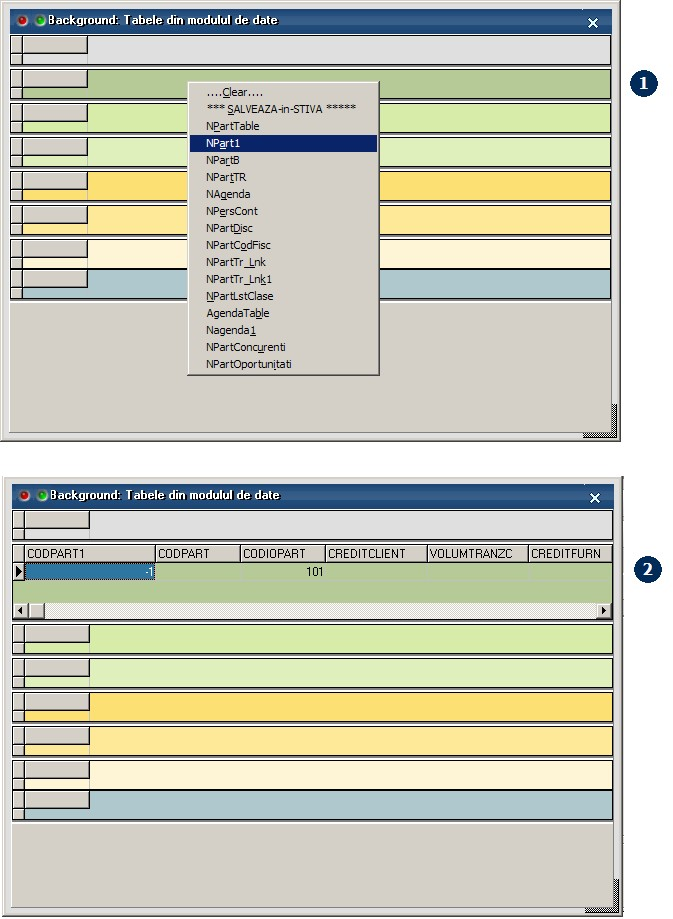 Background: Tabele din modulul de date
1
....Clear....
*** SALVEAZA-in-STIVA *****
NPartTable
NPart1
NPartB
NPartTR
NAgenda
NPersCont
NPartDisc
NPartCodFisc
NPartTr_Lnk
NPartTr_Lnk1
NPartLstClase
AgendaTable
Nagenda1
NPartConcurenti
NPartOportunitati
Background: Tabele din modulul de date
CODPART1 CODPART CODIOPART CREDITCLIENT VOLUMTRANZC CREDITFURN
-1 101
2